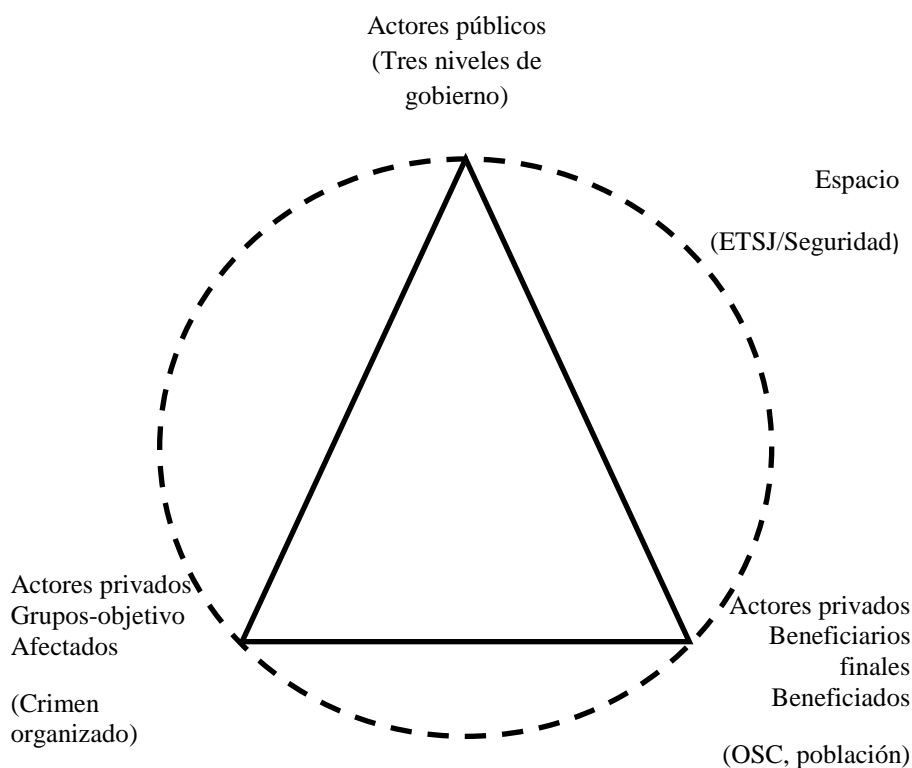 Actores públicos
(Tres niveles de
gobierno)
Espacio
(ETSJ/Seguridad)
Actores privados
Grupos-objetivo
Afectados
(Crimen
organizado)
Actores privados
Beneficiarios
finales
Beneficiados
(OSC, población)